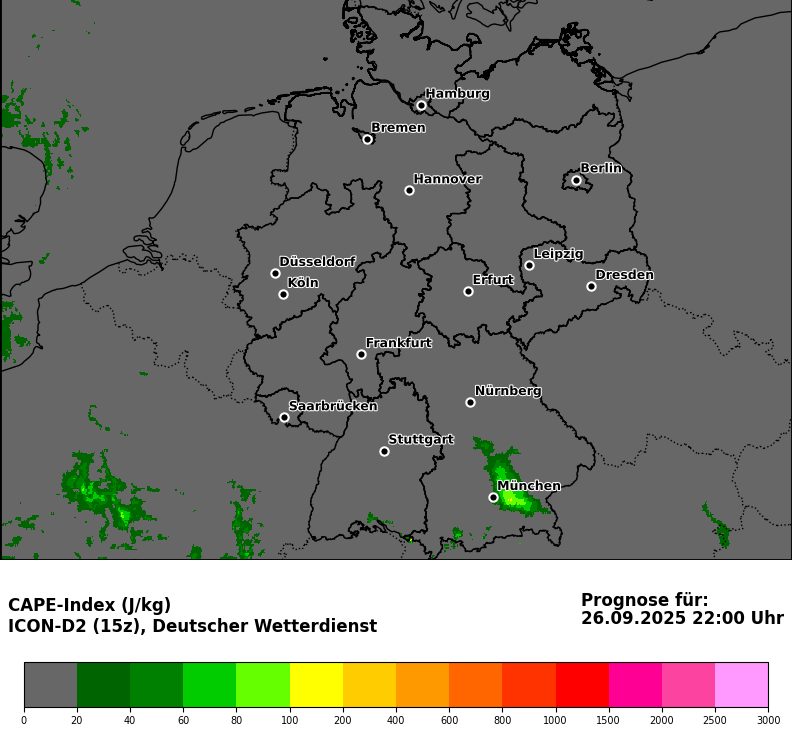 Hamburg
Bremen
Berlin
Hannover
Leipzig
Düsseldorf
Dresden
Erfurt
Köln
Frankfurt
Nürnberg
Saarbrücken
Stuttgart
München
CAPE-Index (J/kg)
ICON-D2 (15z), Deutscher Wetterdienst
Prognose für:
26.09.2025 22:00 Uhr
0 20 40 60 80 100 200 400 600 800 1000 1500 2000 2500 3000